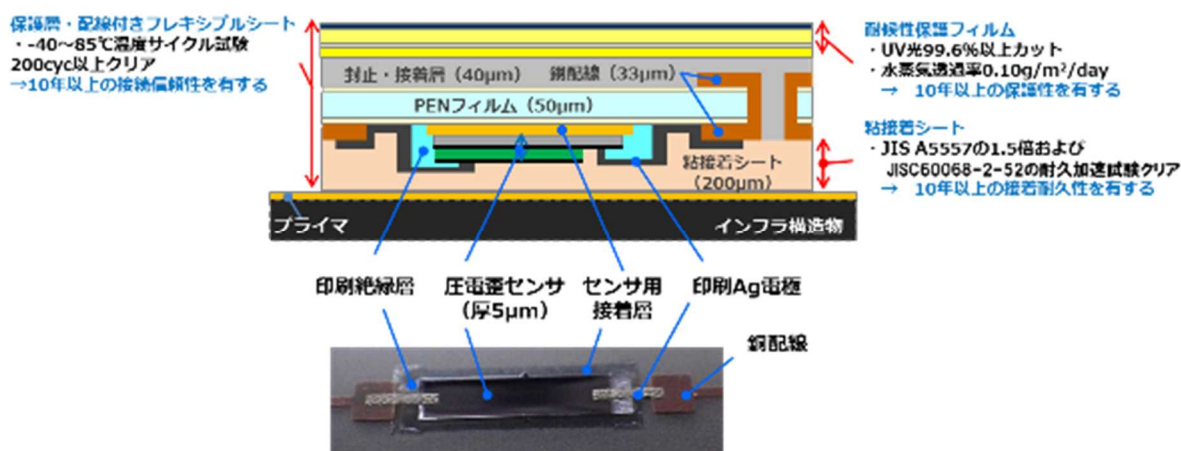 保護層・配線付きフレキシブルシート
・-40～85℃温度サイクル試験
200cyc以上クリア
→10年以上の接続信頼性を有する
封止・接着層（40μm）
銅配線（33μm）
PENフィルム（50μm）
粘接着シート
（200μm）
プライマ
インフラ構造物
耐候性保護フィルム
・UV光99.6%以上カット
・水蒸気透過率0.10g/m²/day
→ 10年以上の保護性を有する
粘接着シート
・JIS A5557の1.5倍および
JISC60068-2-52の耐久加速試験クリア
→ 10年以上の接着耐久性を有する
印刷絶縁層
圧電歪センサ
（厚5μm）
センサ用
接着層
印刷Ag電極
銅配線